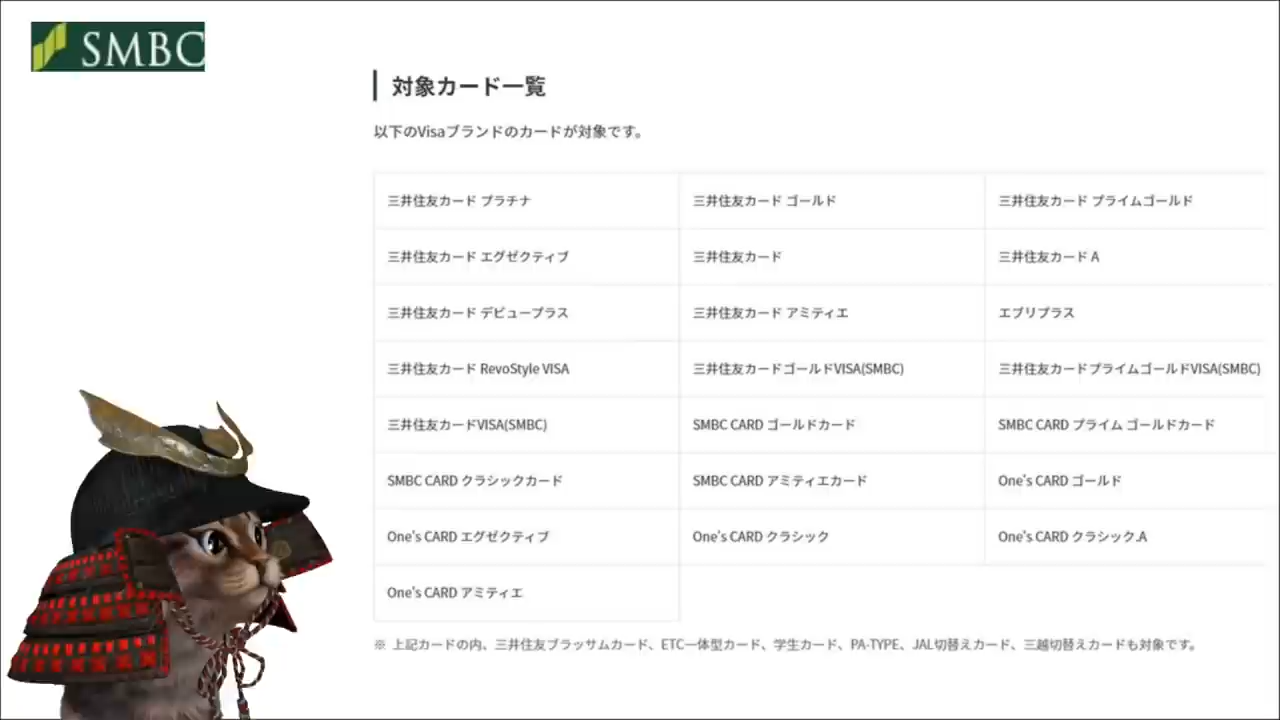 SMBC
対象カード一覧
以下のVisaブランドのカードが対象です。
三井住友カード プラチナ
三井住友カード ゴールド
三井住友カード プライムゴールド
三井住友カード エグゼクティブ
三井住友カード
三井住友カード A
三井住友カード デビュープラス
三井住友カード アミティエ
エブリプラス
三井住友カード RevoStyle VISA
三井住友カードゴールドVISA(SMBC)
三井住友カードプライムゴールドVISA(SMBC)
三井住友カードVISA(SMBC)
SMBC CARD ゴールドカード
SMBC CARD プライム ゴールドカード
SMBC CARD クラシックカード
SMBC CARD アミティエカード
One's CARD ゴールド
One's CARD エグゼクティブ
One's CARD クラシック
One's CARD クラシック.A
One's CARD アミティエ
※ 上記カードの内、三井住友ブラッサムカード、ETC一体型カード、学生カード、PA-TYPE、JAL切替えカード、三越切替えカードも対象です。